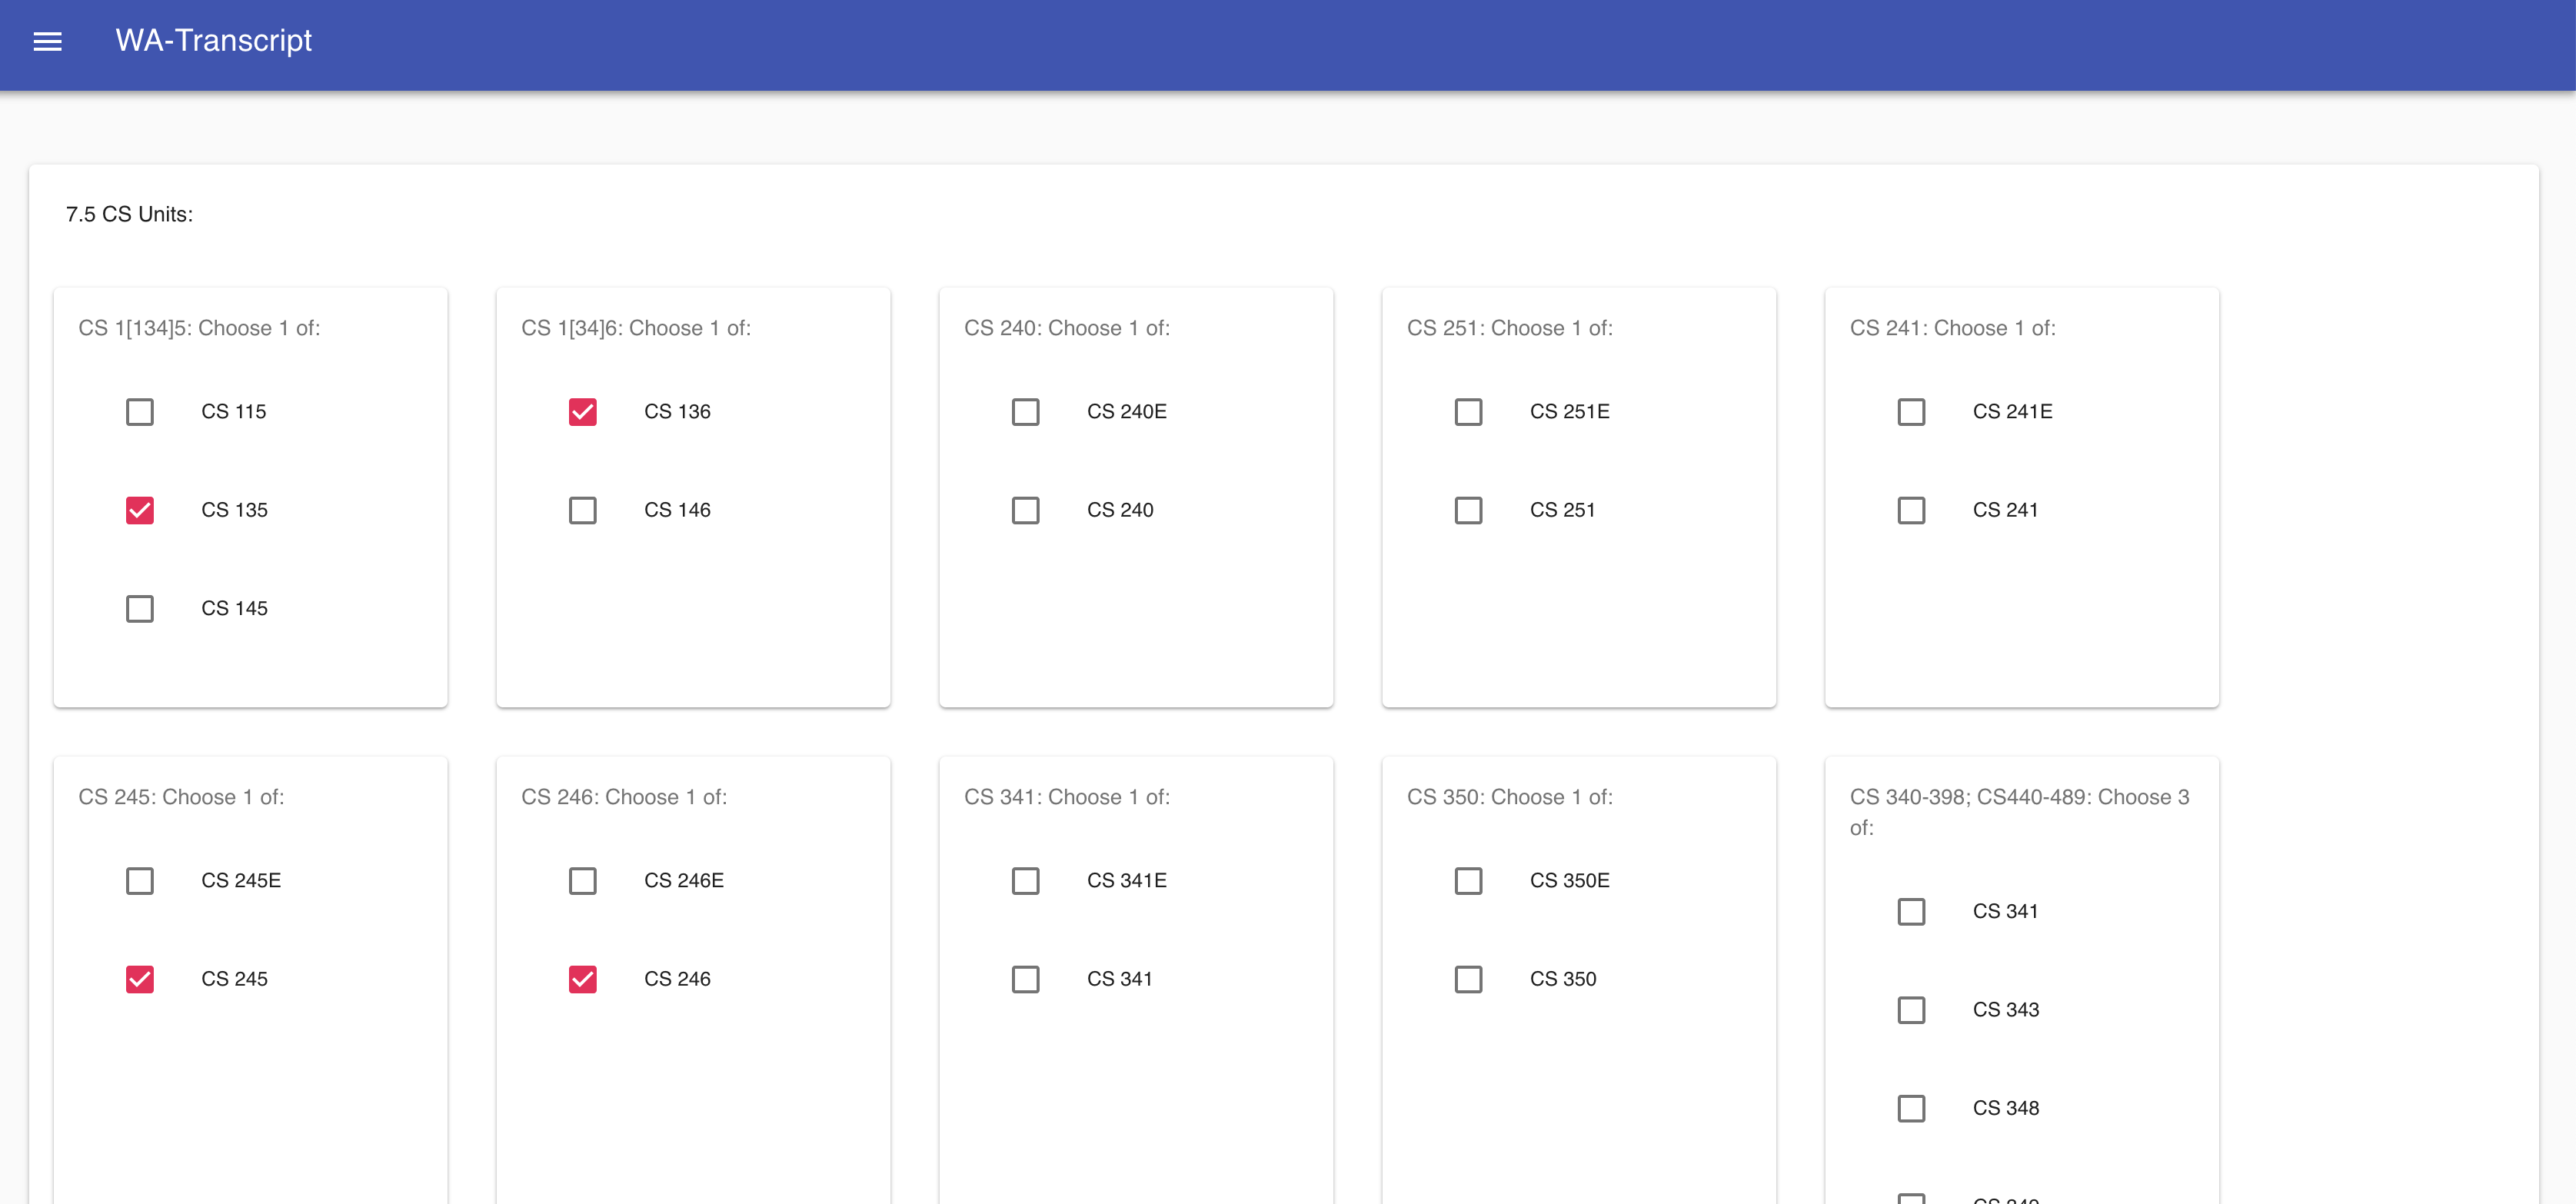 WA-Transcript
7.5 CS Units:
CS 1[134]5: Choose 1 of:
CS 115
CS 135
CS 145
CS 1[34]6: Choose 1 of:
CS 136
CS 146
CS 240: Choose 1 of:
CS 240E
CS 240
CS 251: Choose 1 of:
CS 251E
CS 251
CS 241: Choose 1 of:
CS 241E
CS 241
CS 245: Choose 1 of:
CS 245E
CS 245
CS 246: Choose 1 of:
CS 246E
CS 246
CS 341: Choose 1 of:
CS 341E
CS 341
CS 350: Choose 1 of:
CS 350E
CS 350
CS 340-398; CS440-489: Choose 3
of:
CS 341
CS 343
CS 348